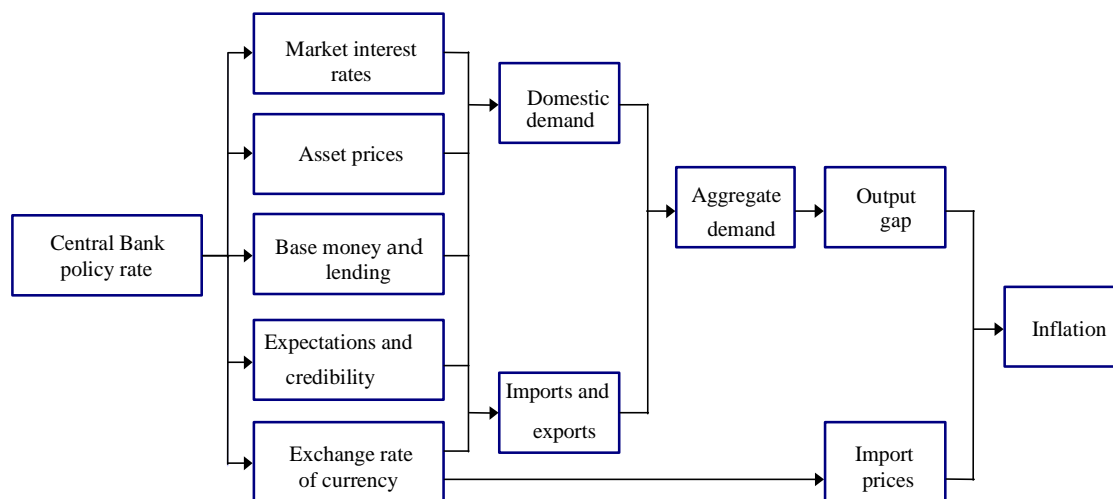 Market interest
rates
Domestic
demand
Asset prices
Aggregate
demand
Output
gap
Central Bank
policy rate
Base money and
lending
Inflation
Expectations and
credibility
Imports and
exports
Exchange rate
of currency
Import
prices